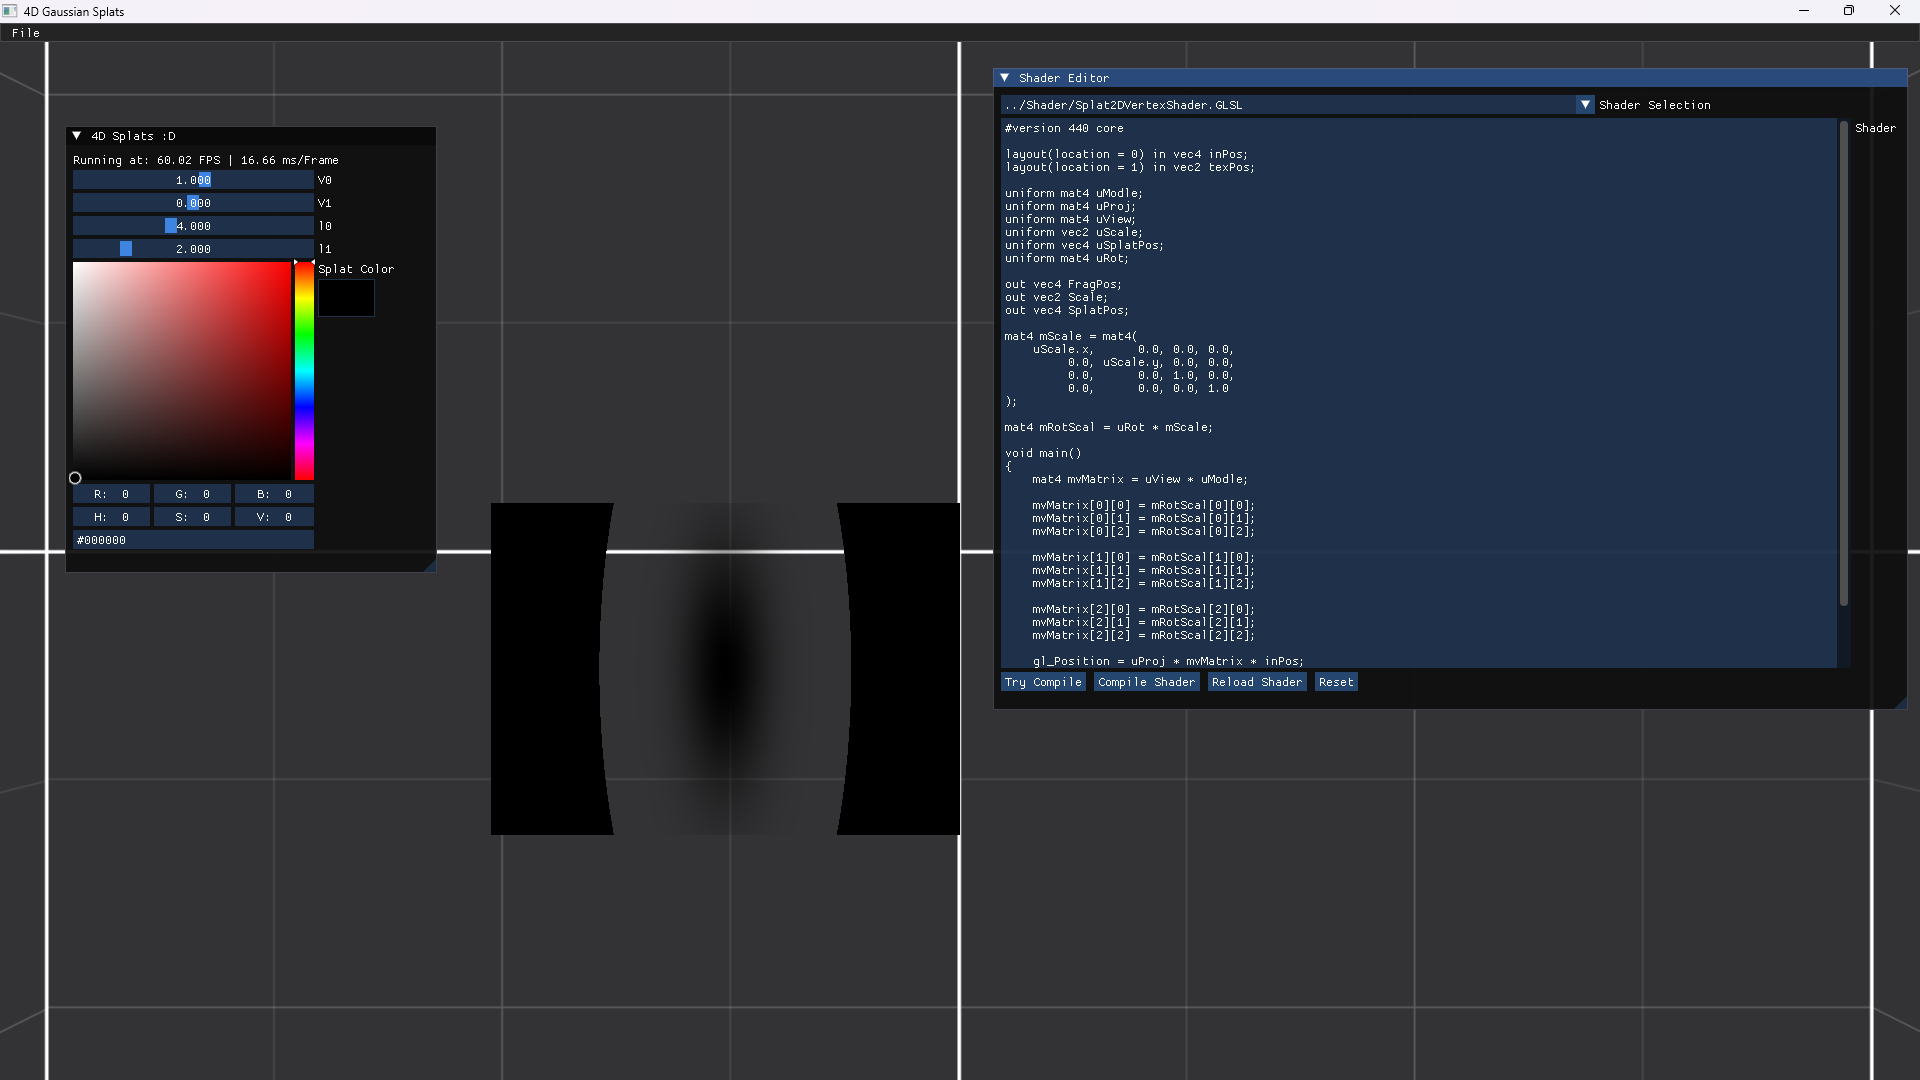 4D Gaussian Splats
File
4D Splats :D
Running at: 60.02 FPS | 16.66 ms/Frame
1.000 V0
0.000 V1
4.000 l0
2.000 l1
Splat Color
R: 0 G: 0 B: 0
H: 0 S: 0 V: 0
#000000
Shader Editor
../Shader/Splat2DVertexShader.GLSL Shader Selection
Shader
#version 440 core
layout(location = 0) in vec4 inPos;
layout(location = 1) in vec2 texPos;
uniform mat4 uModle;
uniform mat4 uProj;
uniform mat4 uView;
uniform vec2 uScale;
uniform vec4 uSplatPos;
uniform mat4 uRot;
out vec4 FragPos;
out vec2 Scale;
out vec4 SplatPos;
mat4 mScale = mat4(
uScale.x, 0.0, 0.0, 0.0,
0.0, uScale.y, 0.0, 0.0,
0.0, 0.0, 1.0, 0.0,
0.0, 0.0, 0.0, 1.0
);
mat4 mRotScal = uRot * mScale;
void main()
{
mat4 mvMatrix = uView * uModle;
mvMatrix[0][0] = mRotScal[0][0];
mvMatrix[0][1] = mRotScal[0][1];
mvMatrix[0][2] = mRotScal[0][2];
mvMatrix[1][0] = mRotScal[1][0];
mvMatrix[1][1] = mRotScal[1][1];
mvMatrix[1][2] = mRotScal[1][2];
mvMatrix[2][0] = mRotScal[2][0];
mvMatrix[2][1] = mRotScal[2][1];
mvMatrix[2][2] = mRotScal[2][2];
gl_Position = uProj * mvMatrix * inPos;
Try Compile Compile Shader Reload Shader Reset